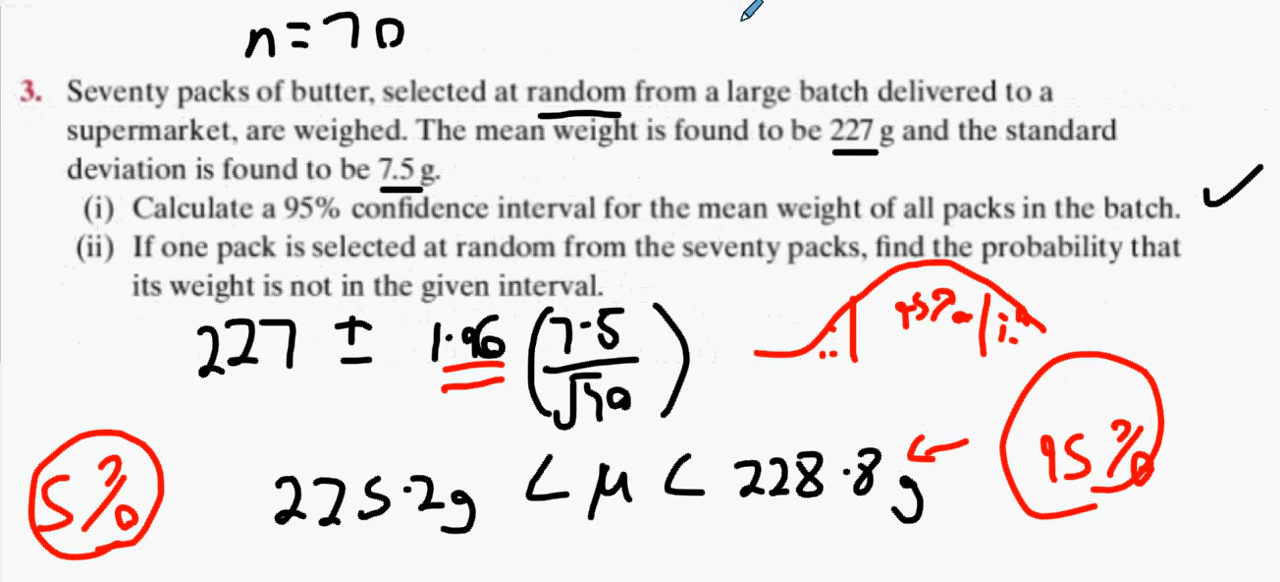 n=70
3. Seventy packs of butter, selected at random from a large batch delivered to a
supermarket, are weighed. The mean weight is found to be 227 g and the standard
deviation is found to be 7.5 g.
(i) Calculate a 95% confidence interval for the mean weight of all packs in the batch.
(ii) If one pack is selected at random from the seventy packs, find the probability that
its weight is not in the given interval.
227 ± 1.96 (7.5/√70)
95%
225.2g < μ < 228.8g
95%
5%